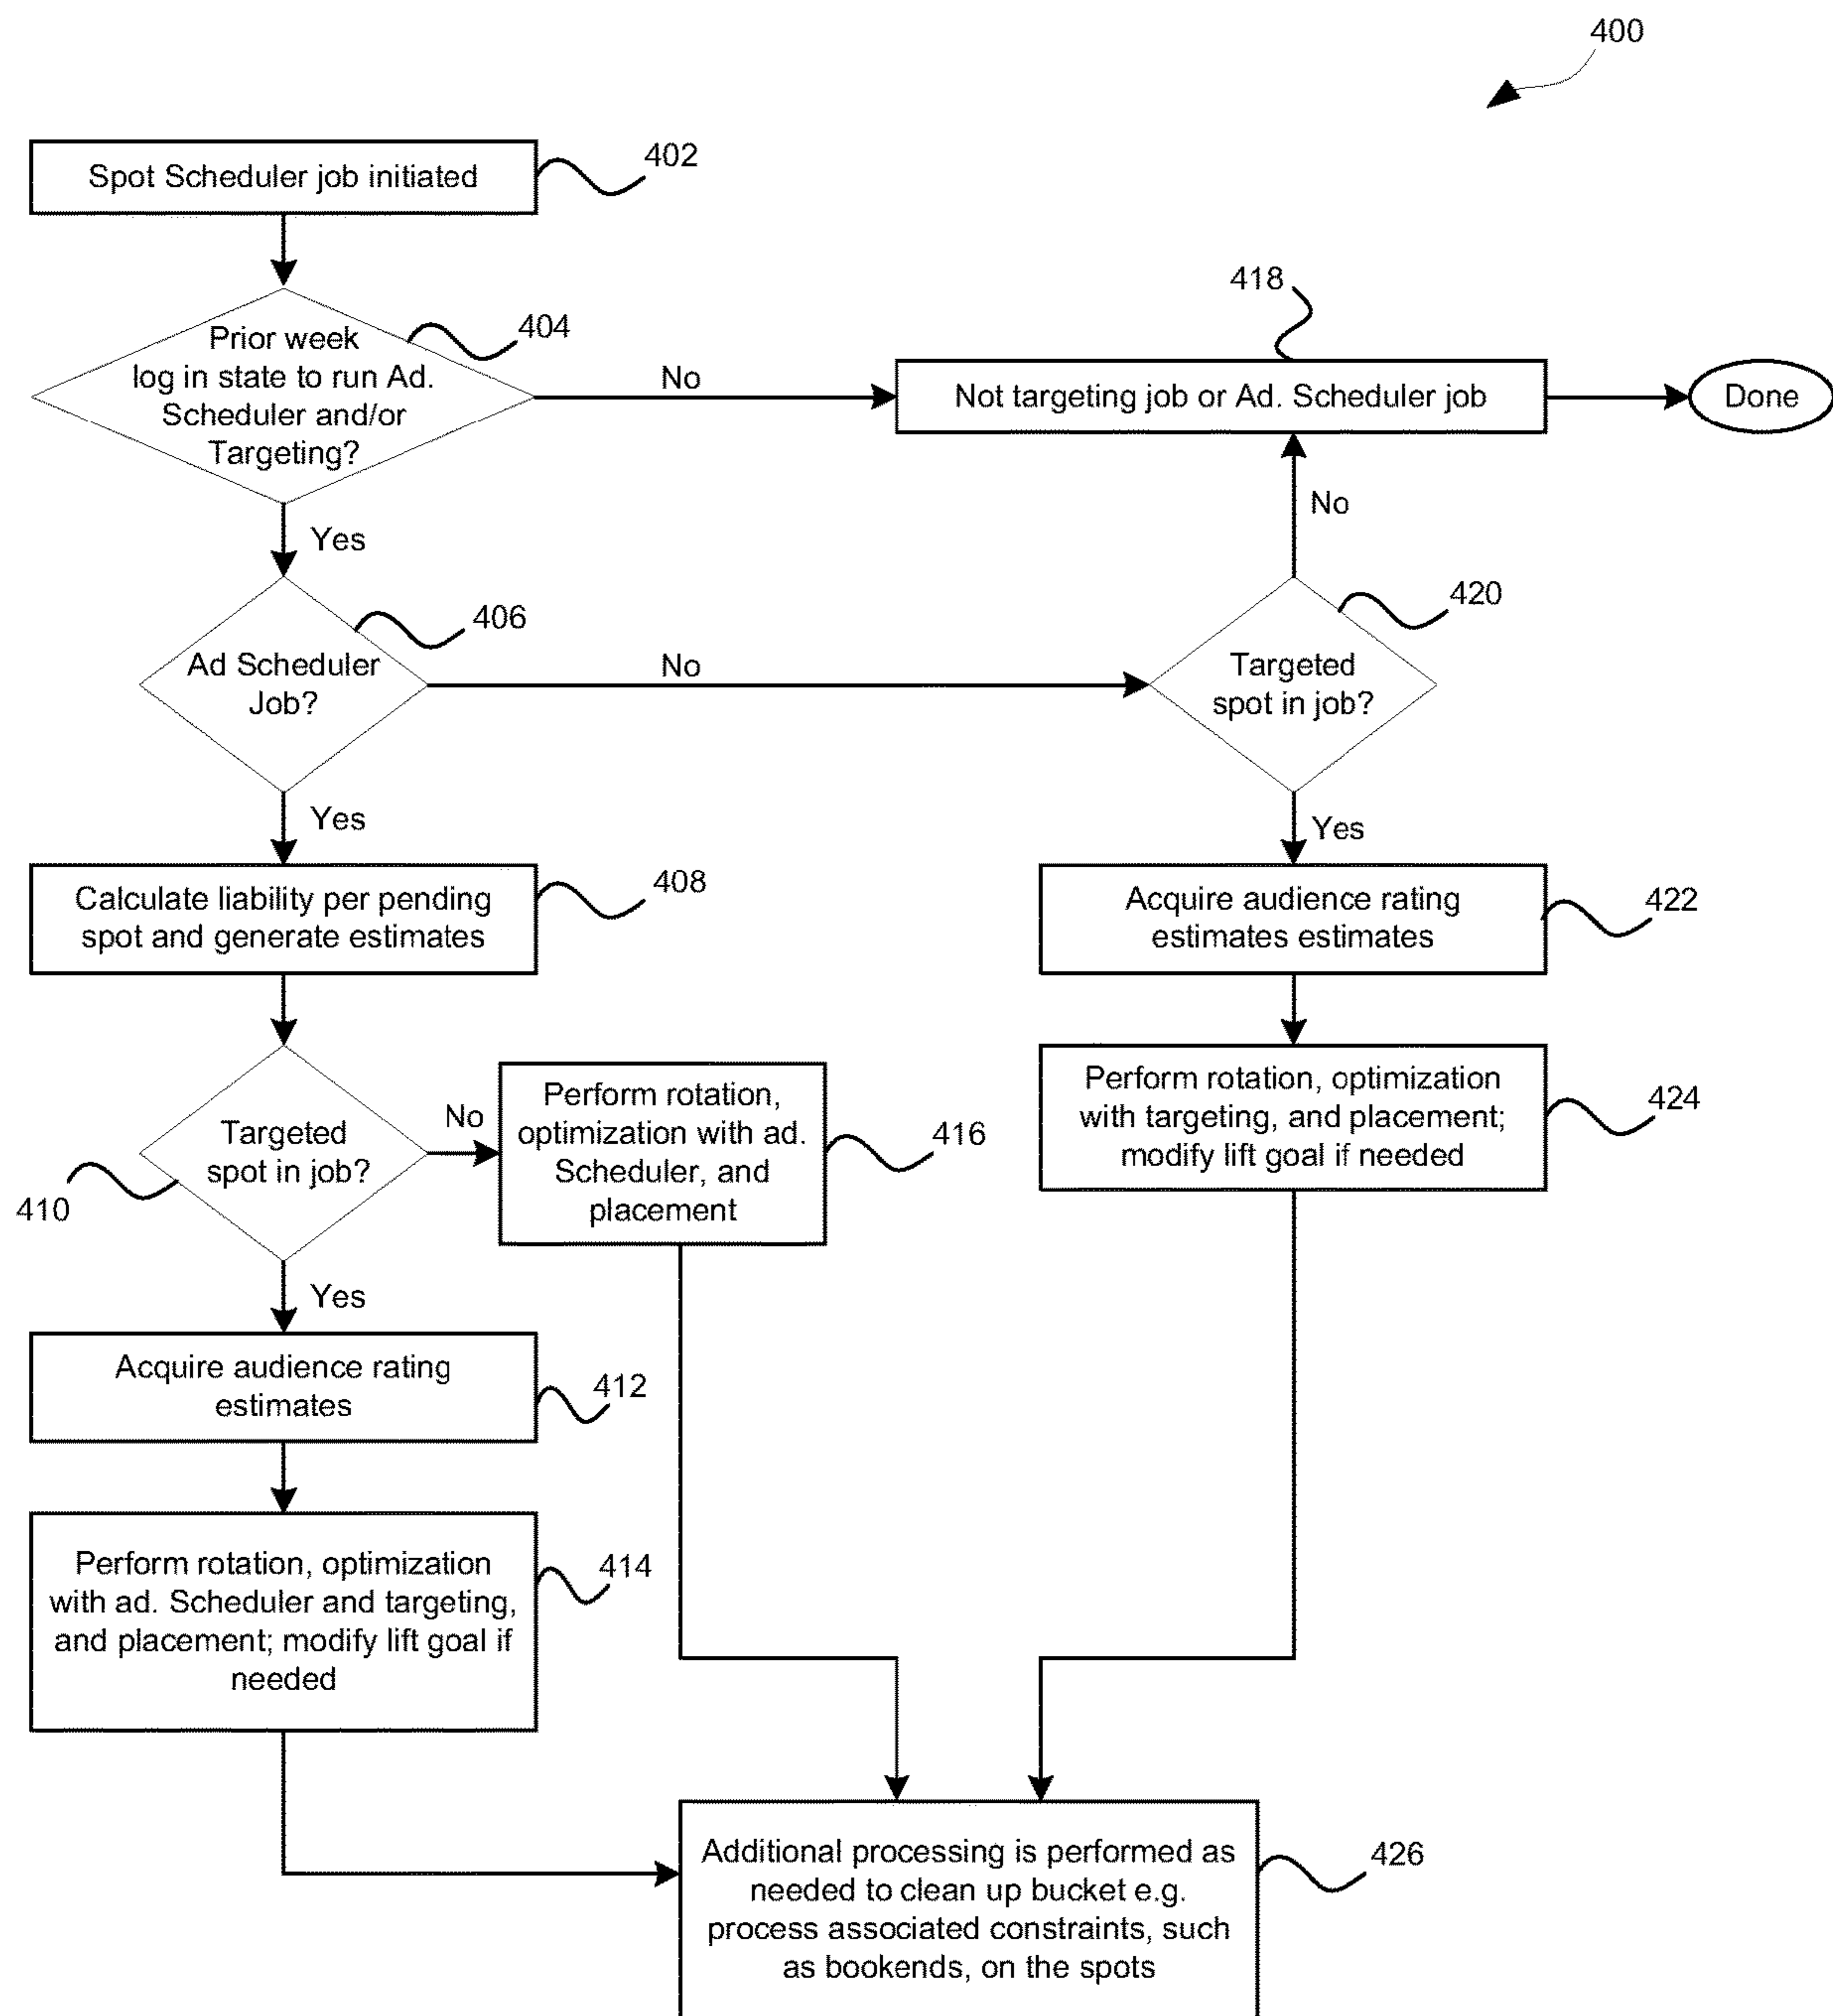 400
Spot Scheduler job initiated
402
Prior week
log in state to run Ad.
Scheduler and/or
Targeting?
404
No
418
Not targeting job or Ad. Scheduler job
Done
Yes
No
Ad Scheduler
Job?
406
No
Targeted
spot in job?
420
Yes
Yes
Calculate liability per pending
spot and generate estimates
408
Acquire audience rating
estimates estimates
422
Targeted
spot in job?
410
No
Perform rotation,
optimization with ad.
Scheduler, and
placement
416
Perform rotation, optimization
with targeting, and placement;
modify lift goal if needed
424
Yes
Acquire audience rating
estimates
412
Perform rotation, optimization
with ad. Scheduler and targeting,
and placement; modify lift goal if
needed
414
Additional processing is performed as
needed to clean up bucket e.g.
process associated constraints, such
as bookends, on the spots
426